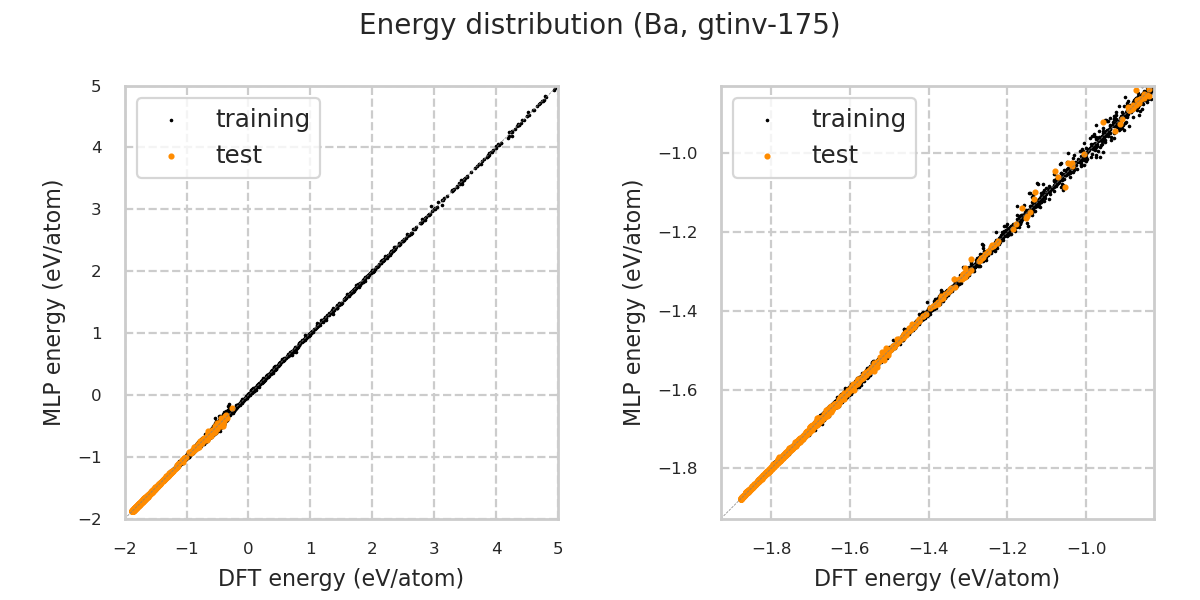 Energy distribution (Ba, gtinv-175)
training
test
5
4
3
2
1
0
−1
−2
MLP energy (eV/atom)
−2
−1
0
1
2
3
4
5
DFT energy (eV/atom)
training
test
−1.0
−1.2
−1.4
−1.6
−1.8
MLP energy (eV/atom)
−1.8
−1.6
−1.4
−1.2
−1.0
DFT energy (eV/atom)